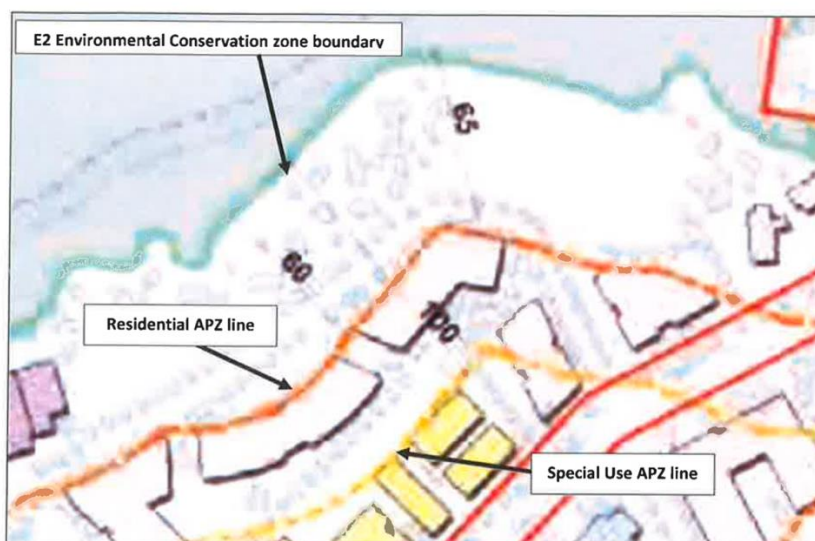 E2 Environmental Conservation zone boundary
65
60
Residential APZ line
100
Special Use APZ line